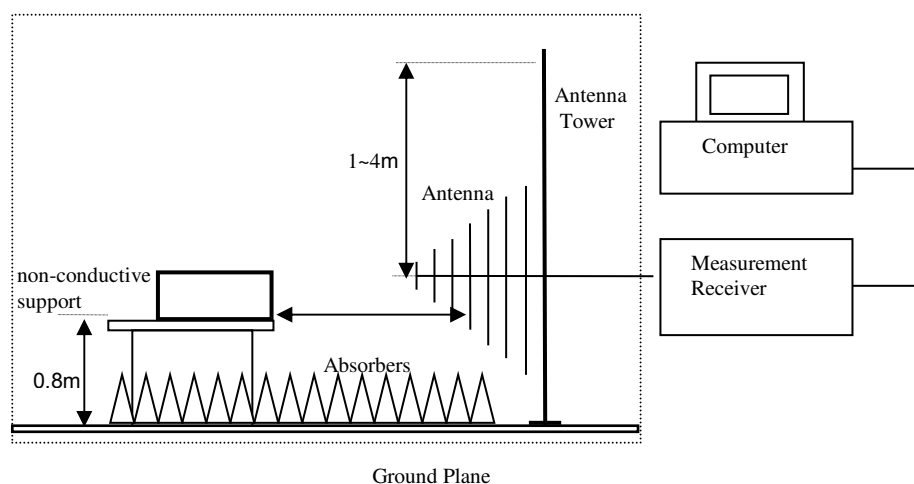 Antenna
Tower
Computer
1~4m
Antenna
Measurement
Receiver
non-conductive
support
Absorbers
0.8m
Ground Plane